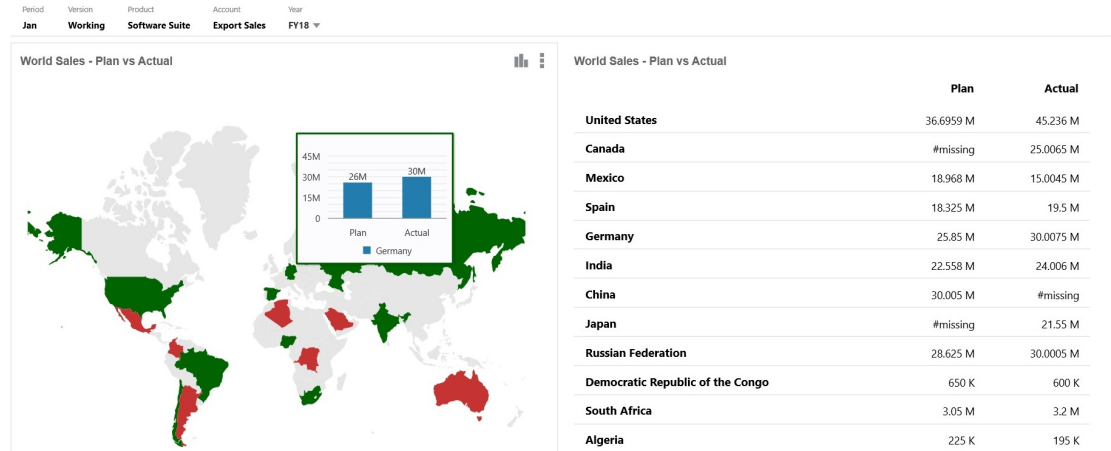 Period Version Product Account Year
Jan Working Software Suite Export Sales FY18
World Sales - Plan vs Actual
45M
30M
15M
0
26M
30M
Plan Actual
Germany
World Sales - Plan vs Actual
Plan Actual
United States 36.6959 M 45.236 M
Canada #missing 25.0065 M
Mexico 18.968 M 15.0045 M
Spain 18.325 M 19.5 M
Germany 25.85 M 30.0075 M
India 22.558 M 24.006 M
China 30.005 M #missing
Japan #missing 21.55 M
Russian Federation 28.625 M 30.0005 M
Democratic Republic of the Congo 650 K 600 K
South Africa 3.05 M 3.2 M
Algeria 225 K 195 K